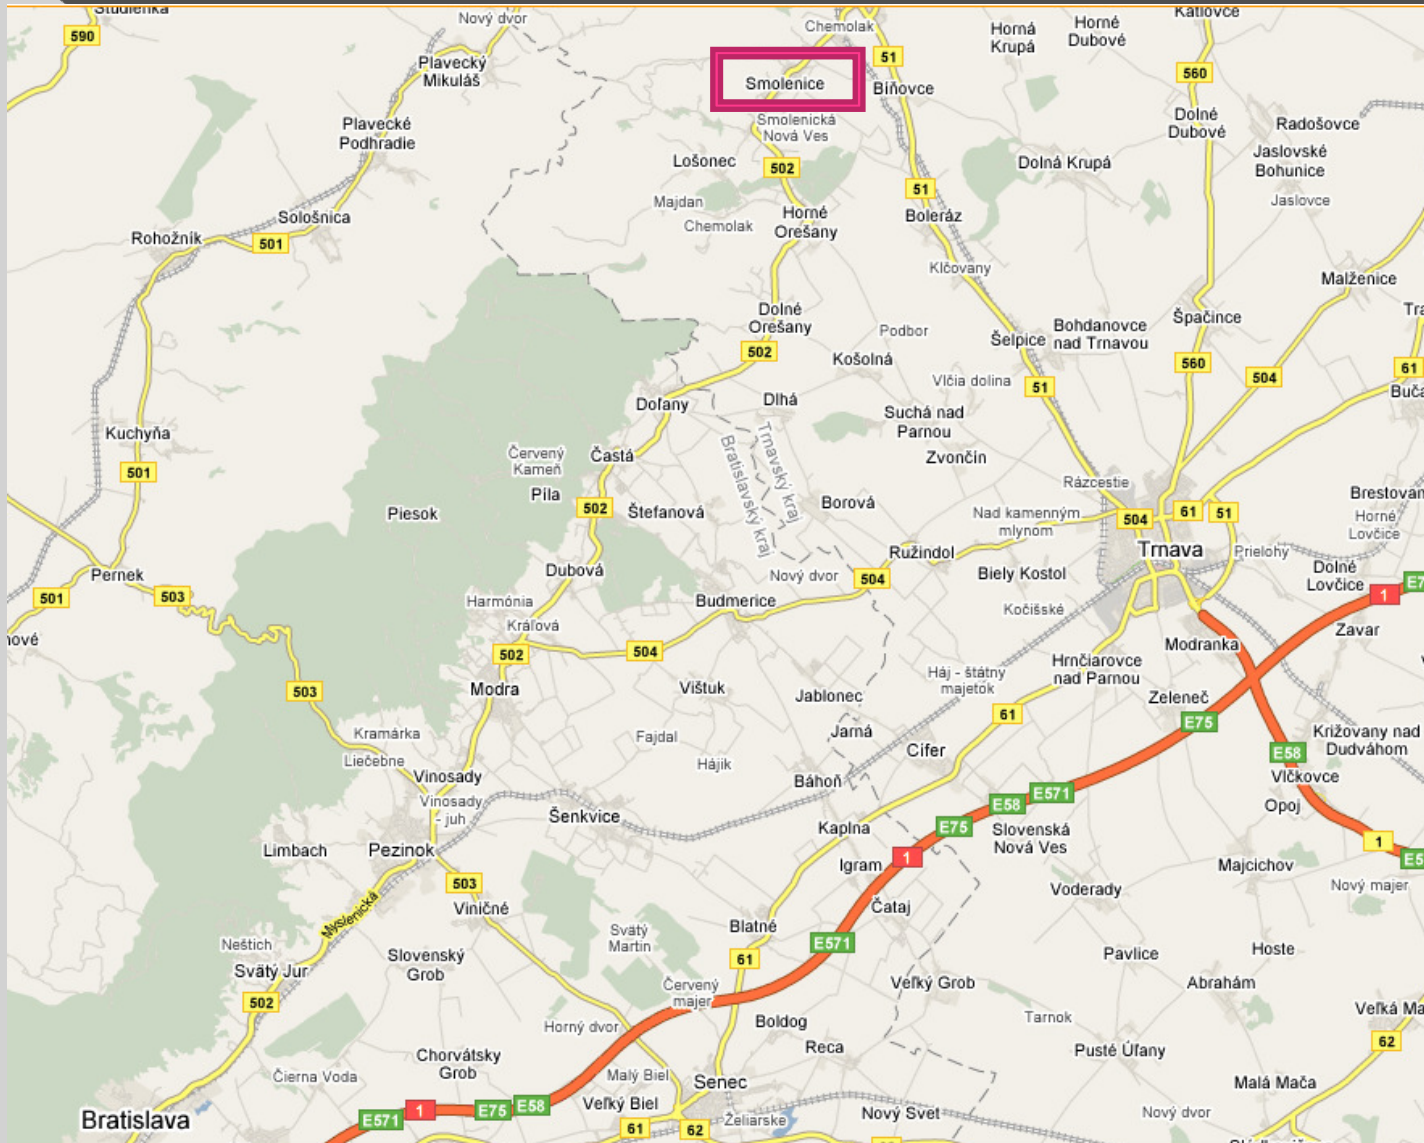 Studienka
Nový dvor
Chemolak
Katlovce
590
Horná
Krupá
Horné
Dubové
51
Plavecký
Mikuláš
Smolenice
Bíňovce
560
Smolenická
Nová Ves
Dolné
Dubové
Radošovce
Plavecké
Podhradie
Jaslovské
Bohunice
Lošonec
502
Dolná Krupá
51
Jaslovce
Majdan
Chemolak
Horné
Orešany
Boleráz
Sološnica
Rohožník
501
Klčovany
Malženice
Dolné
Orešany
Špačince
Podbor
Šelpice
Bohdanovce
nad Trnavou
502
Košolná
560
504
61
Vlčia dolina
51
Doľany
Dlhá
Suchá nad
Parnou
Kuchyňa
Červený
Kameň
Častá
Trnavský kraj
Bratislavský kraj
Zvončín
501
Rázcestie
Píla
Brestovan
Piesok
502
Štefanová
Borová
Nad kamenným
mlynom
504
61
51
Horné
Lovčice
Trnava
Prielohy
Ružindol
Dubová
Nový dvor
504
Biely Kostol
Dolné
Lovčice
Pernek
501
503
Harmónia
Budmerice
Kočišské
1
E7
Kráľová
Zavar
nové
502
504
Modranka
Modra
503
Vištuk
Jablonec
Háj - štátny
majetok
Hrnčiarovce
nad Parnou
Zeleneč
61
E75
Kramárka
Liečebne
Fajdal
Jarná
Cífer
Križovany nad
Dudváhom
E58
Hájik
Vinosady
Báhoň
Vlčkovce
Vinosady
- juh
E571
E58
Opoj
Šenkvice
Kaplna
E75
Slovenská
Nová Ves
1
Limbach
Pezinok
1
E5
Igram
Majcichov
503
Voderady
Nový majer
Myslenická
Viničné
Čataj
Blatné
Svätý
Martin
E571
Neštich
Slovenský
Grob
61
Pavlice
Hoste
Svätý Jur
Červený
majer
Veľký Grob
Abrahám
502
Veľká Ma
Horný dvor
Boldog
Tarnok
62
Reca
Pusté Úľany
Chorvátsky
Grob
Čierna Voda
Malý Biel
Senec
Malá Mača
Bratislava
E571
1
E75
E58
Veľký Biel
Željarske
Nový Svet
Nový dvor
61
62